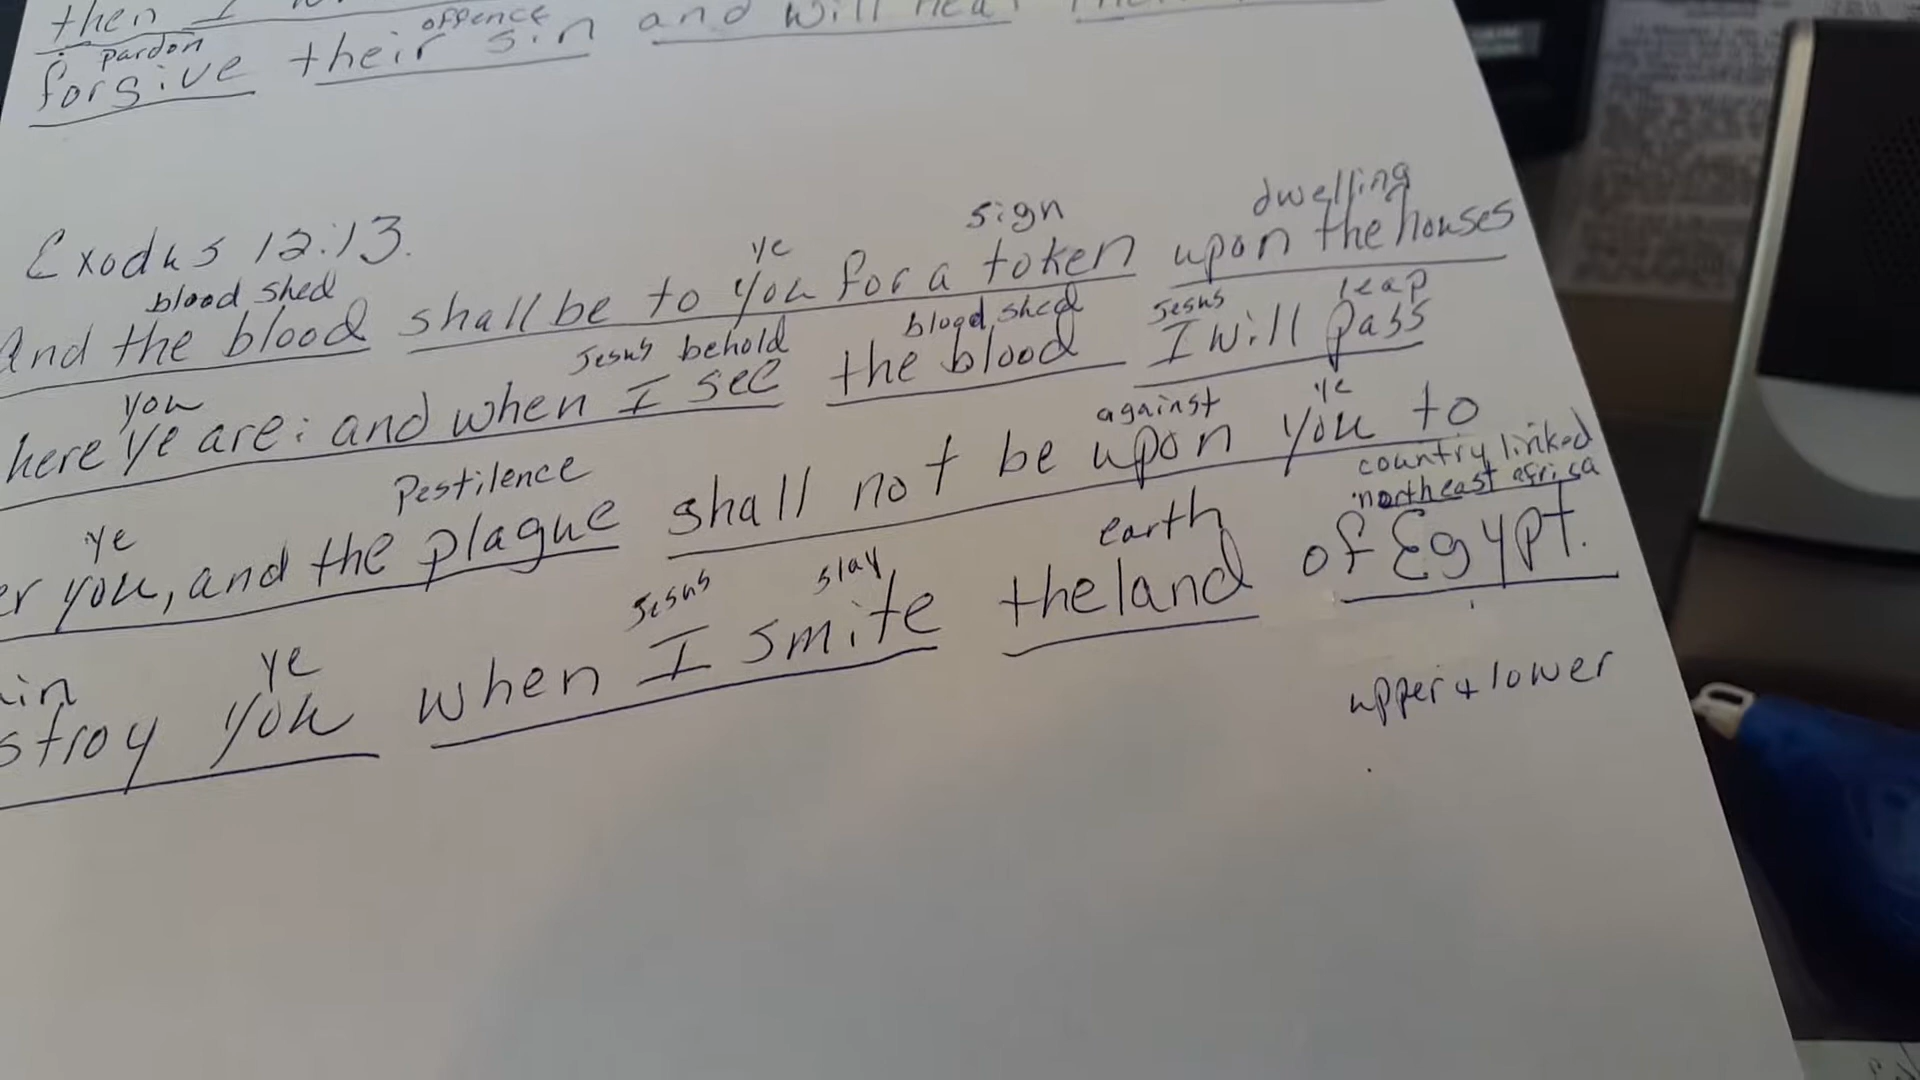 then I
offence
and will hea
pardon
forgive their sin
Exodus 12:13.
ye sign dwelling
blood shed
And the blood shall be to you for a token upon the houses
Jesus behold blood shed Jesus leap
here ye are: and when I see the blood I will pass
you
Pestilence against ye
er you, and the plague shall not be upon you to
ye
country linked
northeast africa
Jesus slay earth
stroy you when I smite the land of Egypt.
in ye
upper & lower